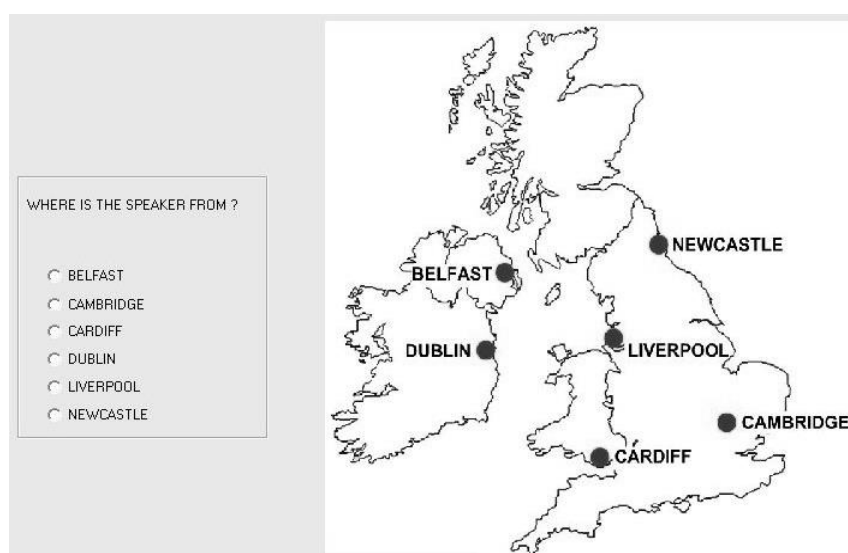 WHERE IS THE SPEAKER FROM ?
BELFAST
CAMBRIDGE
CARDIFF
DUBLIN
LIVERPOOL
NEWCASTLE
NEWCASTLE
BELFAST
DUBLIN
LIVERPOOL
CAMBRIDGE
CARDIFF